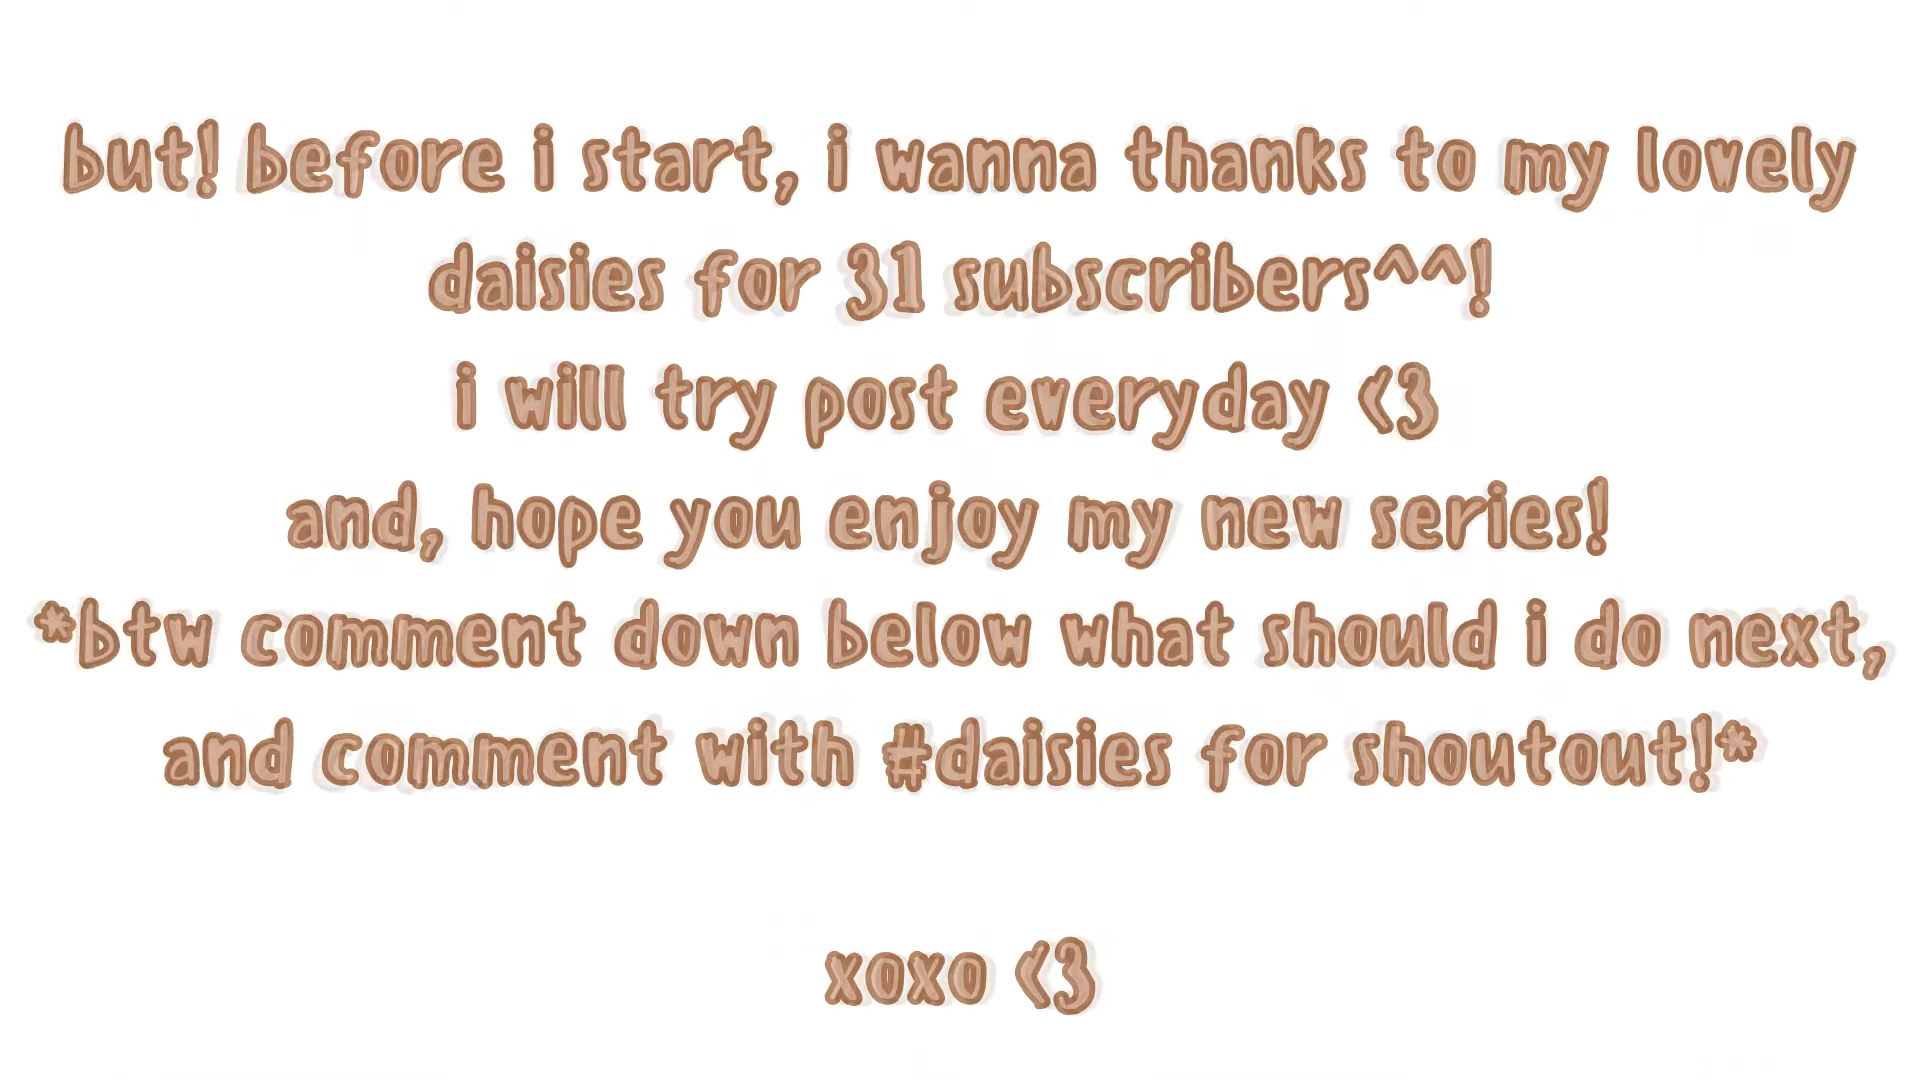 but! before i start, i wanna thanks to my lovely
daisies for 31 subscribers^^!
i will try post everyday <3
and, hope you enjoy my new series!
*btw comment down below what should i do next,
and comment with #daisies for shoutout!*
xoxo <3